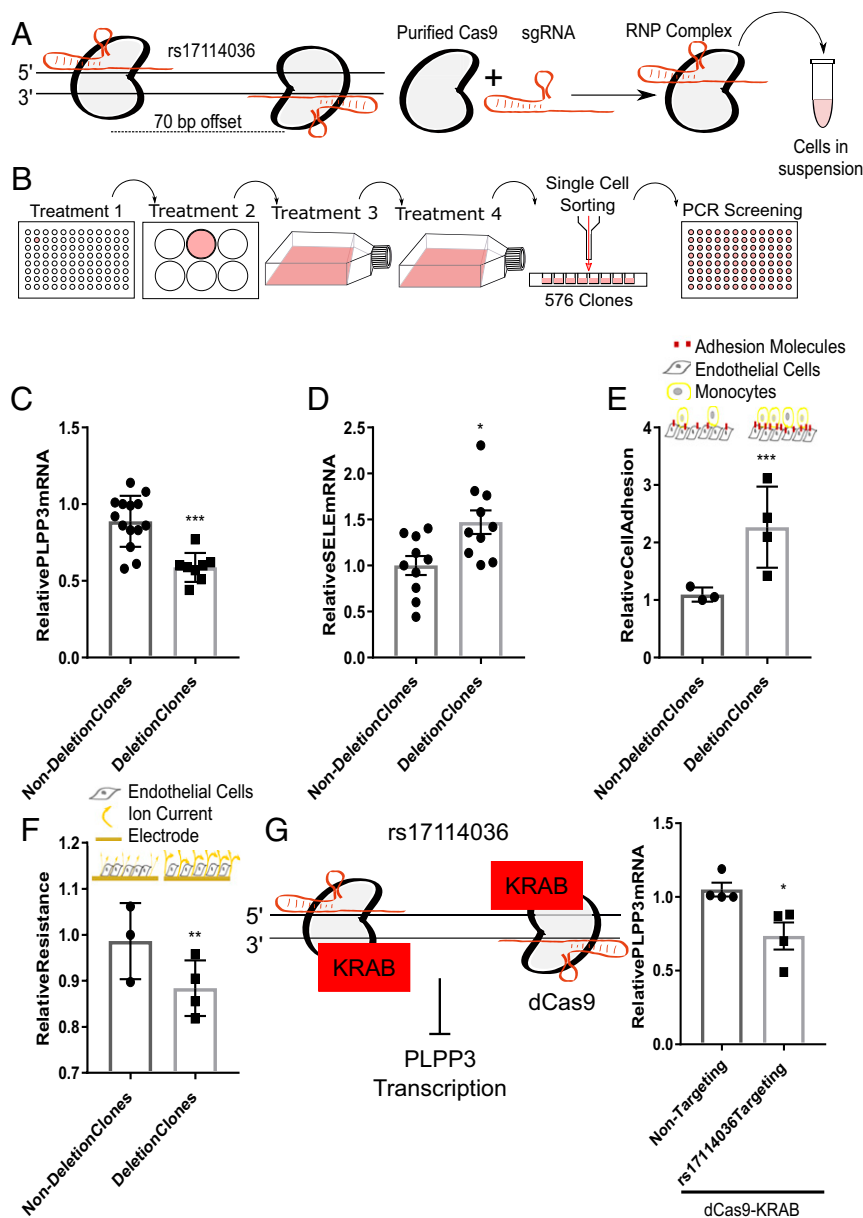 A
rs17114036
5'
3'
70 bp offset
Purified Cas9
+
sgRNA
RNP Complex
Cells in
suspension
B
Treatment 1
Treatment 2
Treatment 3
Treatment 4
Single Cell
Sorting
576 Clones
PCR Screening
C
RelativePLPP3mRNA
1.5
1.0
0.5
0.0
***
Non-DeletionClones
DeletionClones
D
RelativeSELEmRNA
2.5
2.0
1.5
1.0
0.5
0.0
*
Non-DeletionClones
DeletionClones
Adhesion Molecules
Endothelial Cells
Monocytes
E
RelativeCellAdhesion
4
3
2
1
0
***
Non-DeletionClones
DeletionClones
Endothelial Cells
Ion Current
Electrode
F
RelativeResistance
1.2
1.1
1.0
0.9
0.8
0.7
**
Non-DeletionClones
DeletionClones
G
rs17114036
KRAB
5'
3'
KRAB
dCas9
PLPP3
Transcription
RelativePLPP3mRNA
1.5
1.0
0.5
0.0
*
Non-Targeting
rs17114036Targeting
dCas9-KRAB